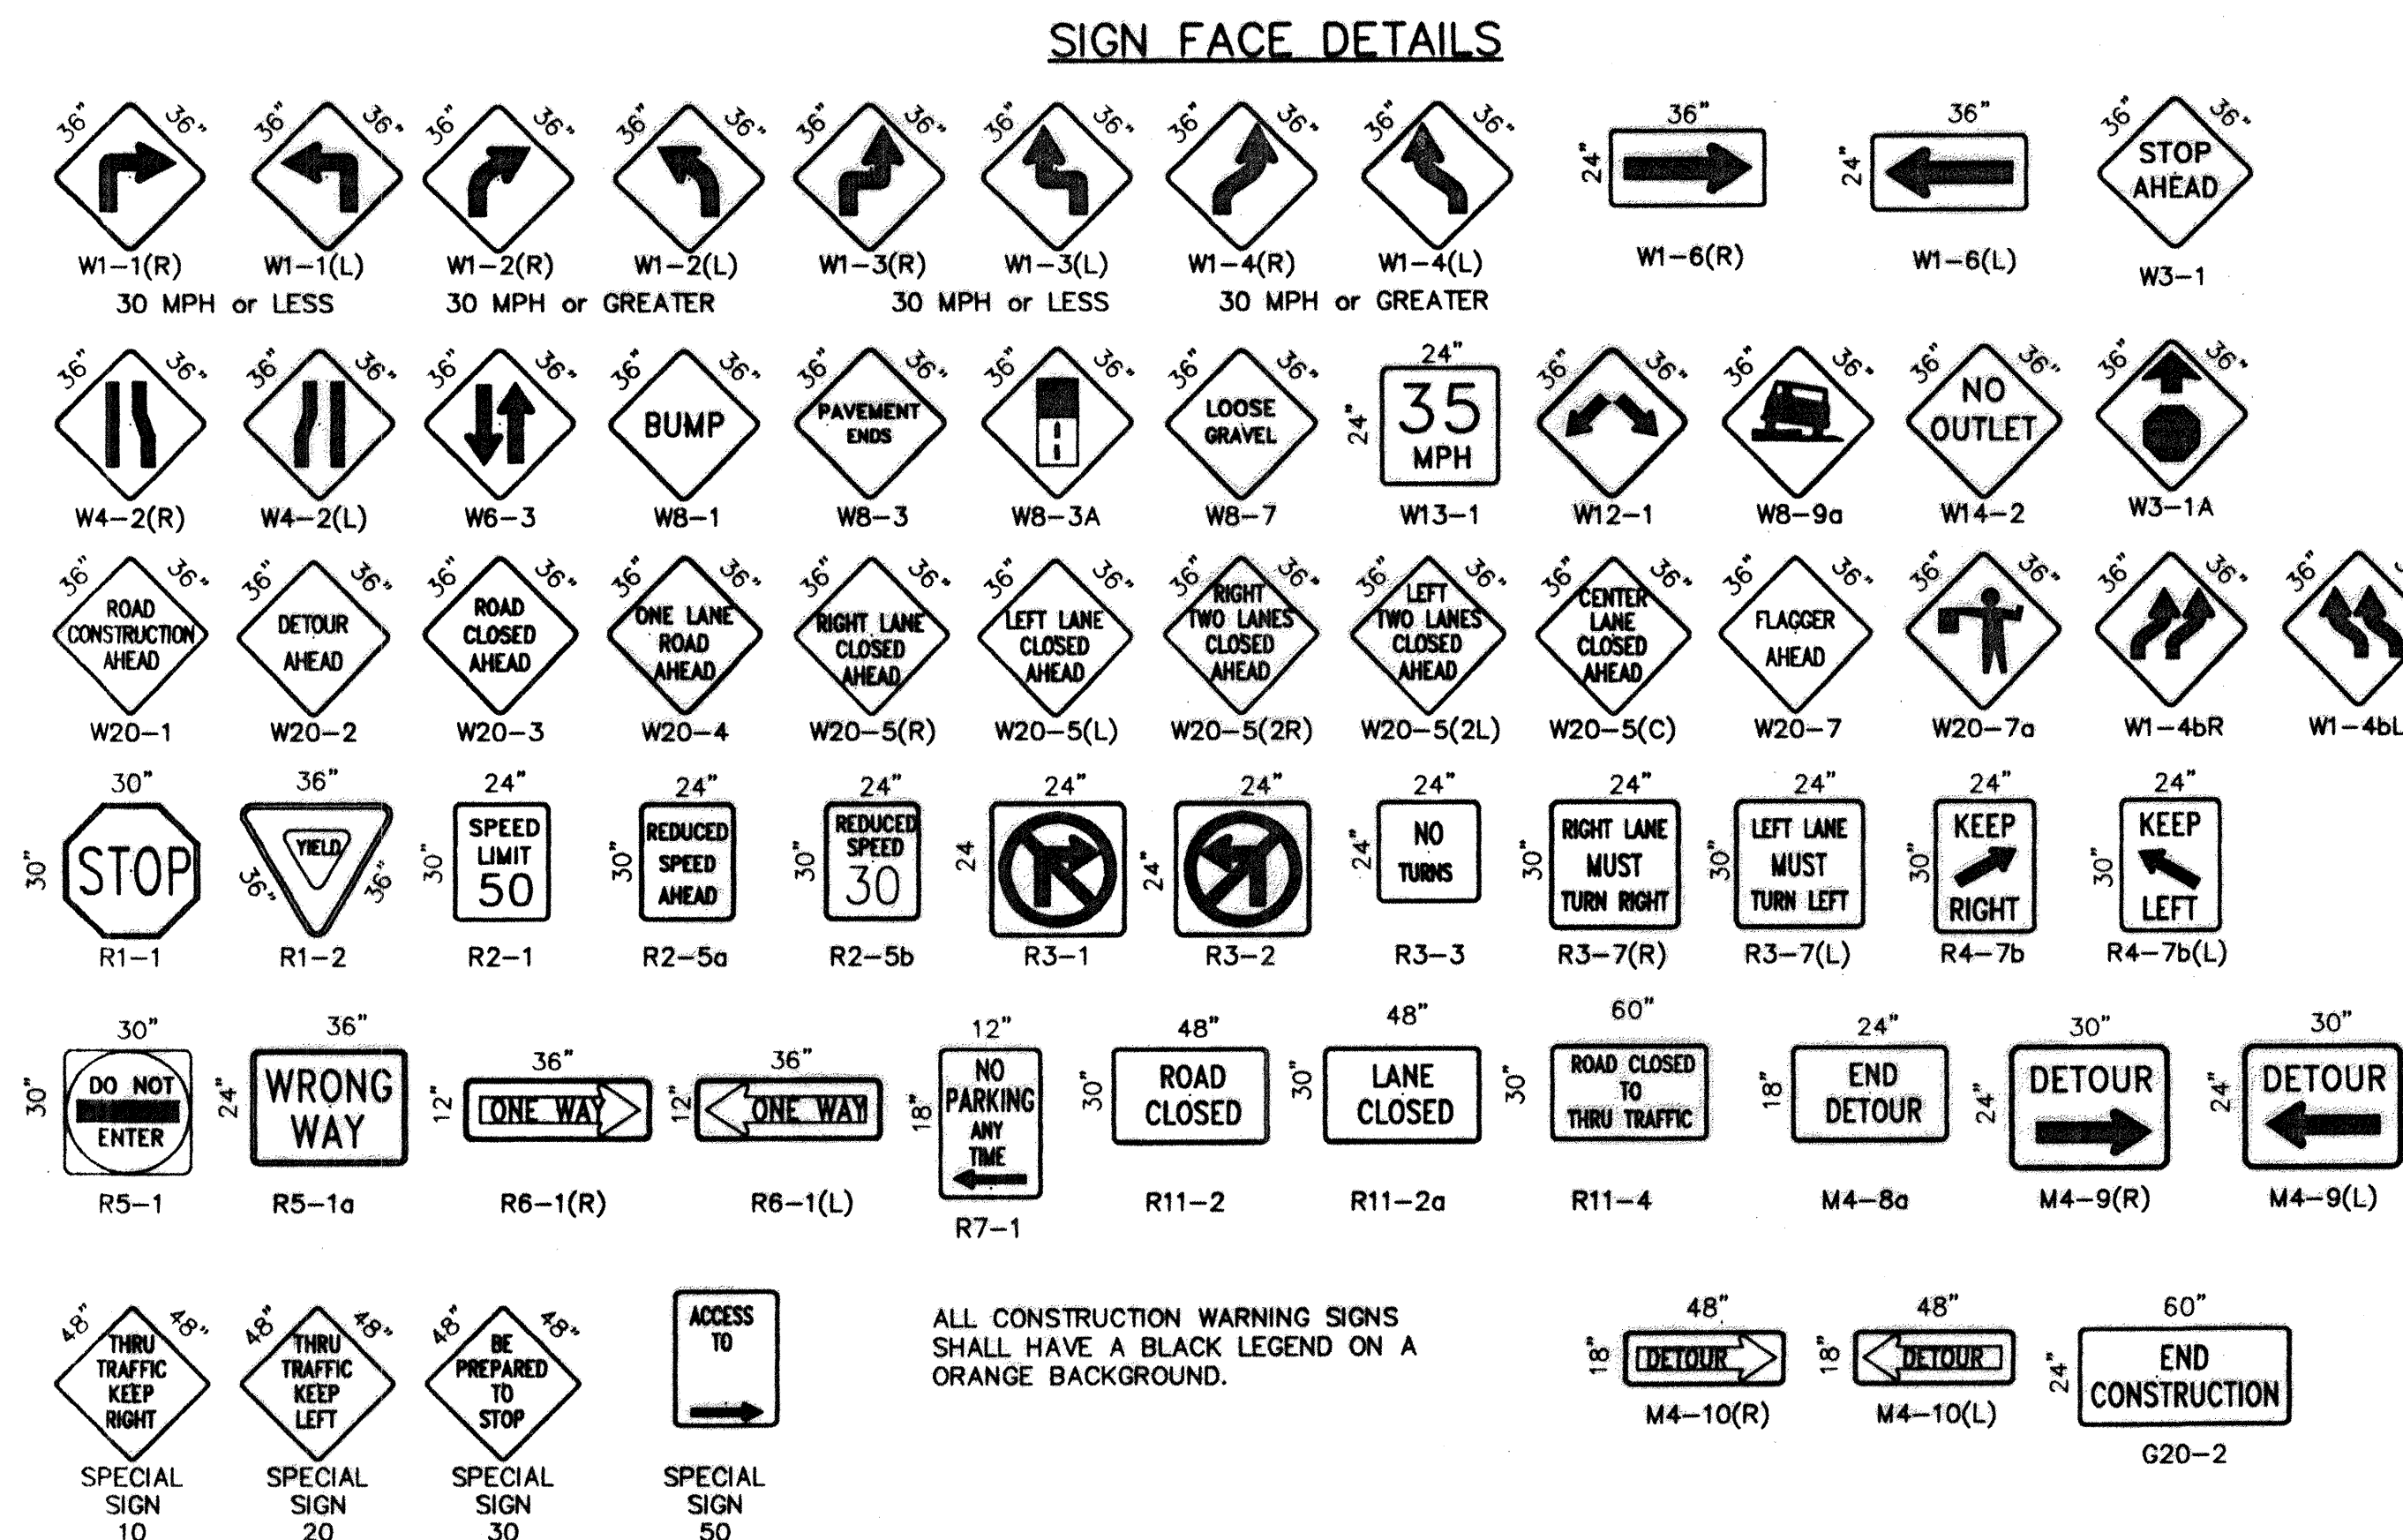 SIGN FACE DETAILS
36" 36" 36" 36" 36" 36" 36" 36" 36" 36" 36" 36" 36" 36" 36" 36" 36" 36" 36" 36"
24" 24"
STOP
AHEAD
W1-1(R) W1-1(L) W1-2(R) W1-2(L) W1-3(R) W1-3(L) W1-4(R) W1-4(L) W1-6(R) W1-6(L) W3-1
30 MPH or LESS 30 MPH or GREATER 30 MPH or LESS 30 MPH or GREATER
36" 36" 36" 36" 36" 36" 36" 36" 36" 36" 36" 36" 36" 36" 24" 36" 36" 36" 36" 36" 36" 36" 36"
BUMP
PAVEMENT
ENDS
LOOSE
GRAVEL
24"
35
MPH
NO
OUTLET
W4-2(R) W4-2(L) W6-3 W8-1 W8-3 W8-3A W8-7 W13-1 W12-1 W8-9a W14-2 W3-1A
36" 36" 36" 36" 36" 36" 36" 36" 36" 36" 36" 36" 36" 36" 36" 36" 36" 36" 36" 36" 36" 36" 36" 36" 36"
ROAD
CONSTRUCTION
AHEAD
DETOUR
AHEAD
ROAD
CLOSED
AHEAD
ONE LANE
ROAD
AHEAD
RIGHT LANE
CLOSED
AHEAD
LEFT LANE
CLOSED
AHEAD
RIGHT
TWO LANES
CLOSED
AHEAD
LEFT
TWO LANES
CLOSED
AHEAD
CENTER
LANE
CLOSED
AHEAD
FLAGGER
AHEAD
W20-1 W20-2 W20-3 W20-4 W20-5(R) W20-5(L) W20-5(2R) W20-5(2L) W20-5(C) W20-7 W20-7a W1-4bR W1-4bL
30" 36" 24" 24" 24" 24" 24" 24" 24" 24" 24" 24"
30"
STOP
YIELD
36" 36"
30"
SPEED
LIMIT
50
30"
REDUCED
SPEED
AHEAD
30"
REDUCED
SPEED
30
24
24"
24"
NO
TURNS
30"
RIGHT LANE
MUST
TURN RIGHT
30"
LEFT LANE
MUST
TURN LEFT
30"
KEEP
RIGHT
30"
KEEP
LEFT
R1-1 R1-2 R2-1 R2-5a R2-5b R3-1 R3-2 R3-3 R3-7(R) R3-7(L) R4-7b R4-7b(L)
30" 36" 36" 36" 12" 48" 48" 60" 24" 30" 30"
30"
DO NOT
ENTER
24"
WRONG
WAY
12"
ONE WAY
12"
ONE WAY
18"
NO
PARKING
ANY
TIME
30"
ROAD
CLOSED
30"
LANE
CLOSED
30"
ROAD CLOSED
TO
THRU TRAFFIC
18"
END
DETOUR
24"
DETOUR
24"
DETOUR
R5-1 R5-1a R6-1(R) R6-1(L) R7-1 R11-2 R11-2a R11-4 M4-8a M4-9(R) M4-9(L)
48" 48" 48" 48" 48" 48"
THRU
TRAFFIC
KEEP
RIGHT
THRU
TRAFFIC
KEEP
LEFT
BE
PREPARED
TO
STOP
ACCESS
TO
SPECIAL
SIGN
10
SPECIAL
SIGN
20
SPECIAL
SIGN
30
SPECIAL
SIGN
50
ALL CONSTRUCTION WARNING SIGNS
SHALL HAVE A BLACK LEGEND ON A
ORANGE BACKGROUND.
48" 48" 60"
18"
DETOUR
18"
DETOUR
24"
END
CONSTRUCTION
M4-10(R) M4-10(L)
G20-2